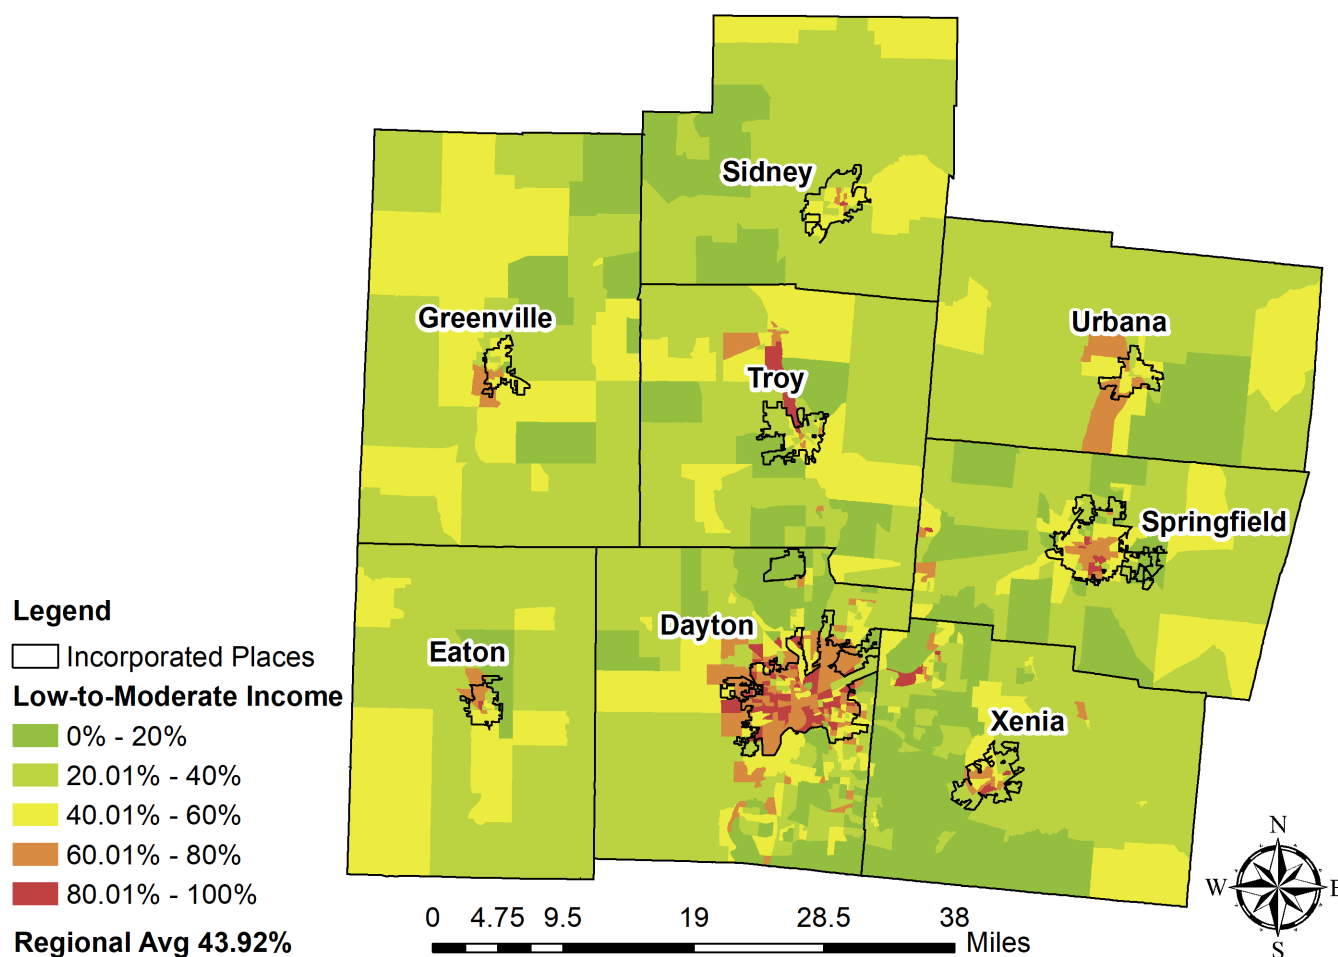 Sidney
Greenville
Urbana
Troy
Springfield
Dayton
Eaton
Xenia
Legend
Incorporated Places
Low-to-Moderate Income
0% - 20%
20.01% - 40%
40.01% - 60%
60.01% - 80%
80.01% - 100%
Regional Avg 43.92%
0 4.75 9.5 19 28.5 38
Miles
N
W E
S